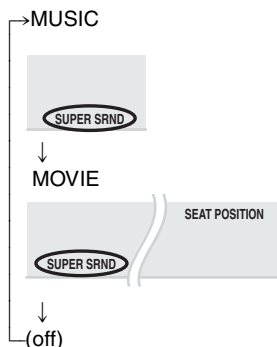 MUSIC
SUPER SRND
MOVIE
SEAT POSITION
SUPER SRND
(off)